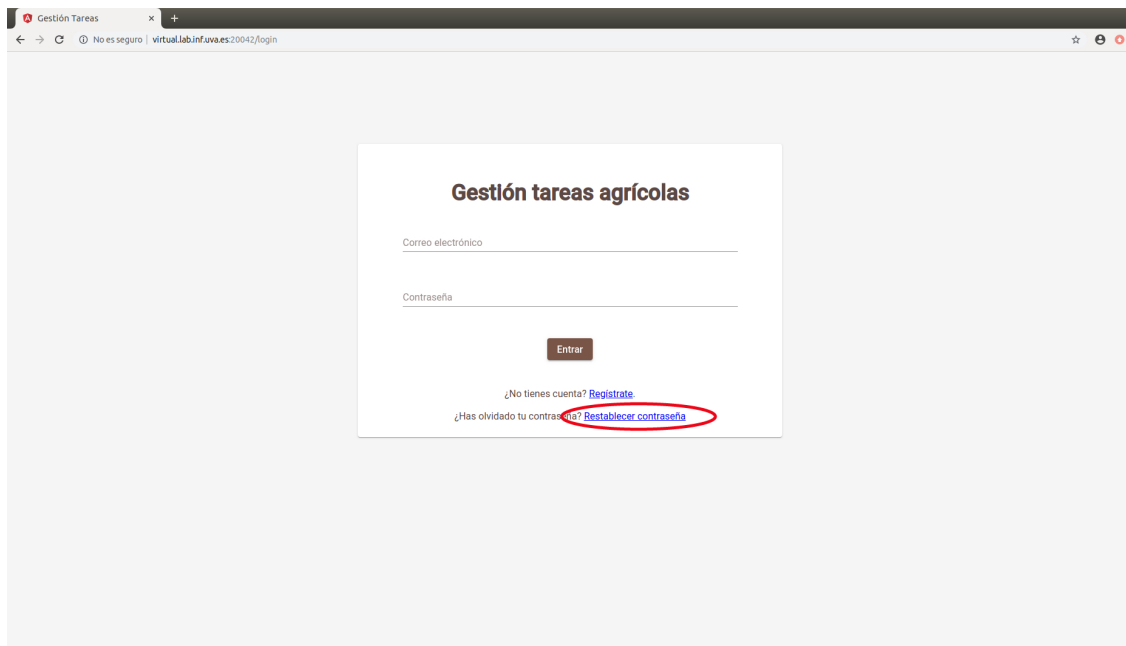 Gestión Tareas
No es seguro | virtual.lab.inf.uva.es:20042/login
Gestión tareas agrícolas
Correo electrónico
Contraseña
Entrar
¿No tienes cuenta? Regístrate.
¿Has olvidado tu contraseña? Restablecer contraseña